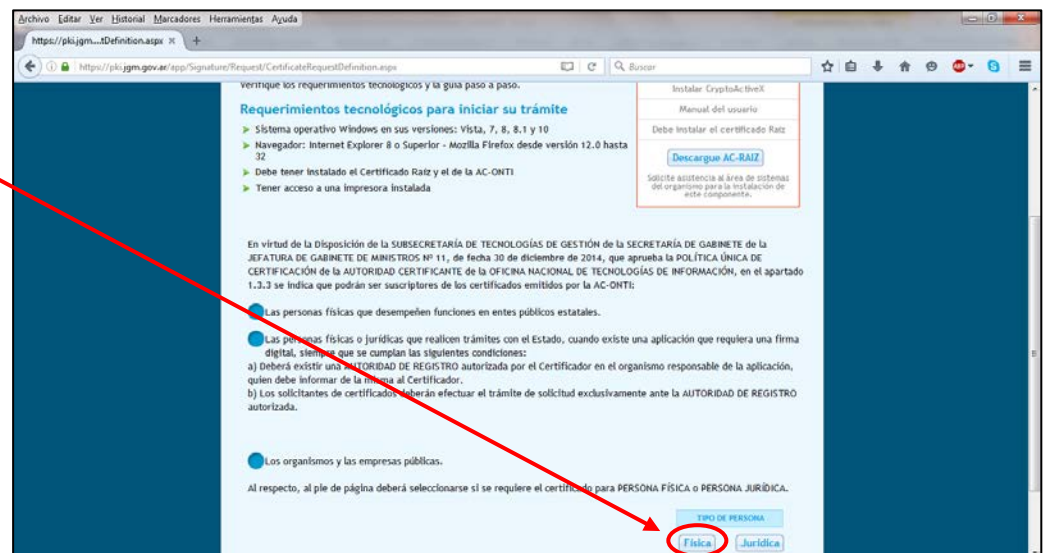 Archivo Editar Ver Historial Marcadores Herramientas Ayuda
https://pki.jgm....tDefinition.aspx × +
https://pki.jgm.gov.ar/app/Signature/Request/CertificateRequestDefinition.aspx
Buscar
verifique los requerimientos tecnológicos y la guía paso a paso.
Requerimientos tecnológicos para iniciar su trámite
Sistema operativo Windows en sus versiones: Vista, 7, 8, 8.1 y 10
Navegador: Internet Explorer 8 o Superior - Mozilla Firefox desde versión 12.0 hasta
32
Debe tener instalado el Certificado Raíz y el de la AC-ONTI
Tener acceso a una impresora instalada
Instalar CryptoActiveX
Manual del usuario
Debe instalar el certificado Raíz
Descargue AC-RAIZ
Solicite asistencia al área de sistemas
del organismo para la instalación de
este componente.
En virtud de la Disposición de la SUBSECRETARÍA DE TECNOLOGÍAS DE GESTIÓN de la SECRETARÍA DE GABINETE de la
JEFATURA DE GABINETE DE MINISTROS Nº 11, de fecha 30 de diciembre de 2014, que aprueba la POLÍTICA ÚNICA DE
CERTIFICACIÓN de la AUTORIDAD CERTIFICANTE de la OFICINA NACIONAL DE TECNOLOGÍAS DE INFORMACIÓN, en el apartado
1.3.3 se indica que podrán ser suscriptores de los certificados emitidos por la AC-ONTI:
Las personas físicas que desempeñen funciones en entes públicos estatales.
Las personas físicas o jurídicas que realicen trámites con el Estado, cuando existe una aplicación que requiera una firma
digital, siempre que se cumplan las siguientes condiciones:
a) Deberá existir una AUTORIDAD DE REGISTRO autorizada por el Certificador en el organismo responsable de la aplicación,
quien debe informar de la misma al Certificador.
b) Los solicitantes de certificados deberán efectuar el trámite de solicitud exclusivamente ante la AUTORIDAD DE REGISTRO
autorizada.
Los organismos y las empresas públicas.
Al respecto, al pie de página deberá seleccionarse si se requiere el certificado para PERSONA FÍSICA o PERSONA JURÍDICA.
TIPO DE PERSONA
Física Jurídica